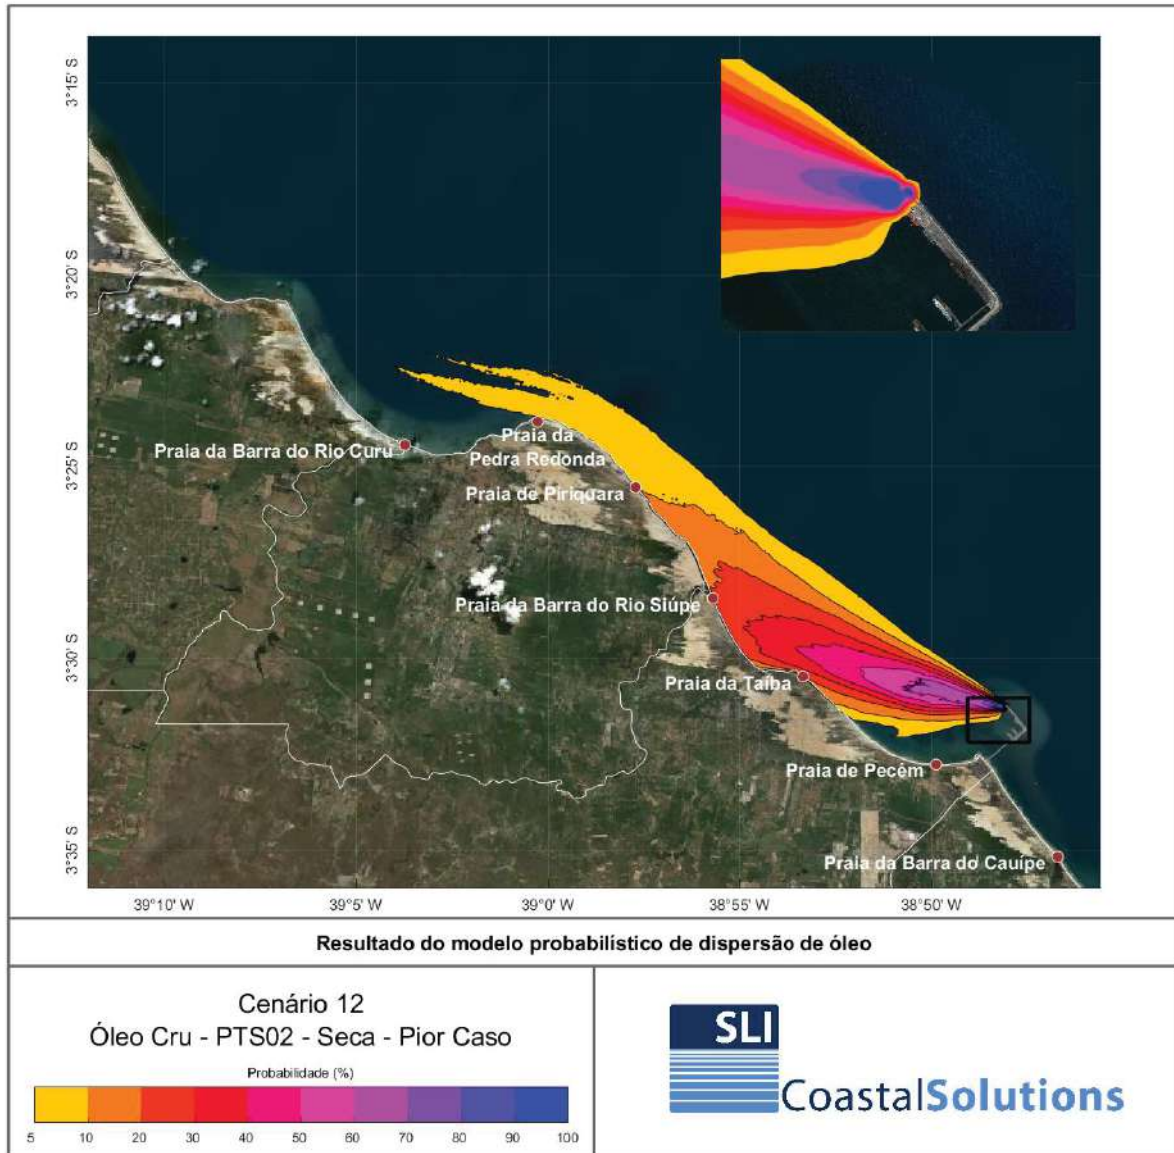 3°15' S
3°20' S
3°25' S
3°30' S
3°35' S
Praia da Barra do Rio Curu
Praia da
Pedra Redonda
Praia de Piriquara
Praia da Barra do Rio Siúpe
Praia da Taíba
Praia de Pecém
Praia da Barra do Cauípe
39°10' W
39°5' W
39°0' W
38°55' W
38°50' W
Resultado do modelo probabilístico de dispersão de óleo
Cenário 12
Óleo Cru - PTS02 - Seca - Pior Caso
Probabilidade (%)
5 10 20 30 40 50 60 70 80 90 100
SLI
CoastalSolutions